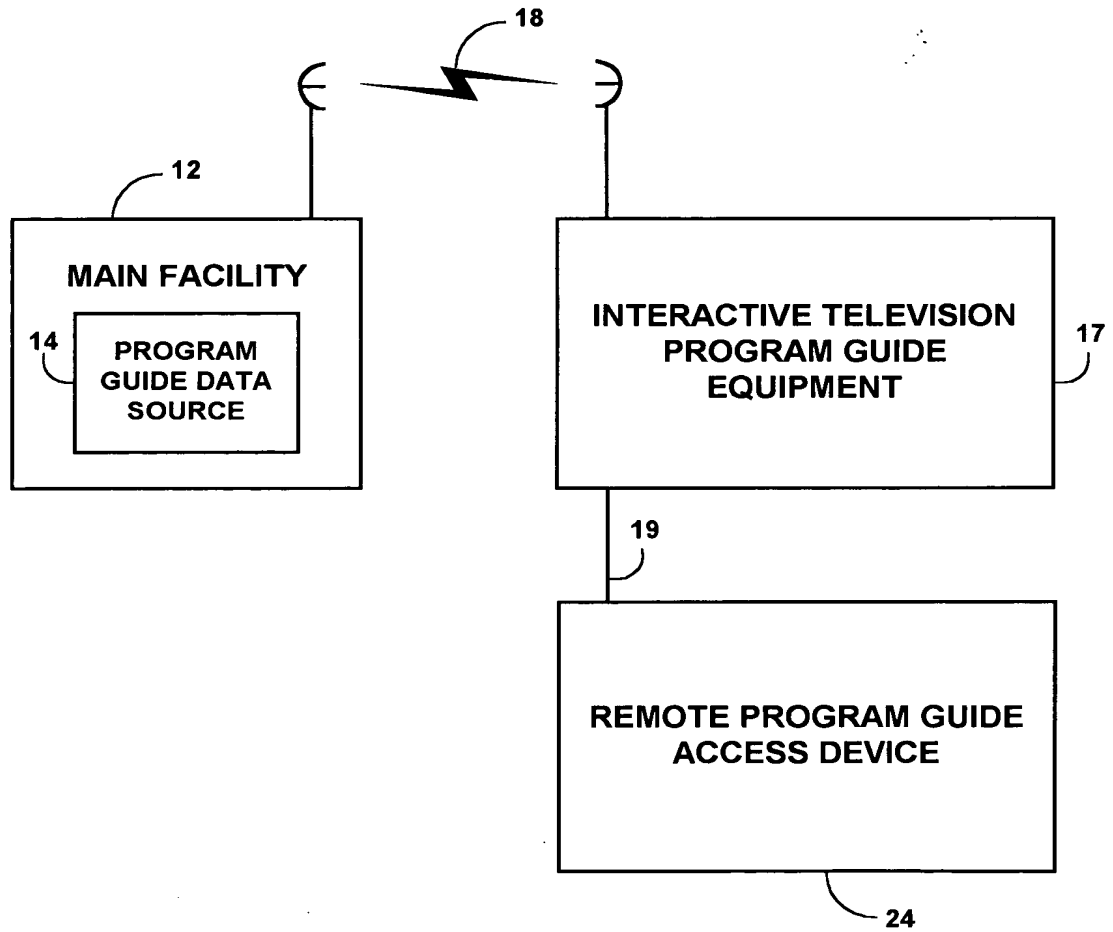 18
12
MAIN FACILITY
14
PROGRAM
GUIDE DATA
SOURCE
INTERACTIVE TELEVISION
PROGRAM GUIDE
EQUIPMENT
17
19
REMOTE PROGRAM GUIDE
ACCESS DEVICE
24